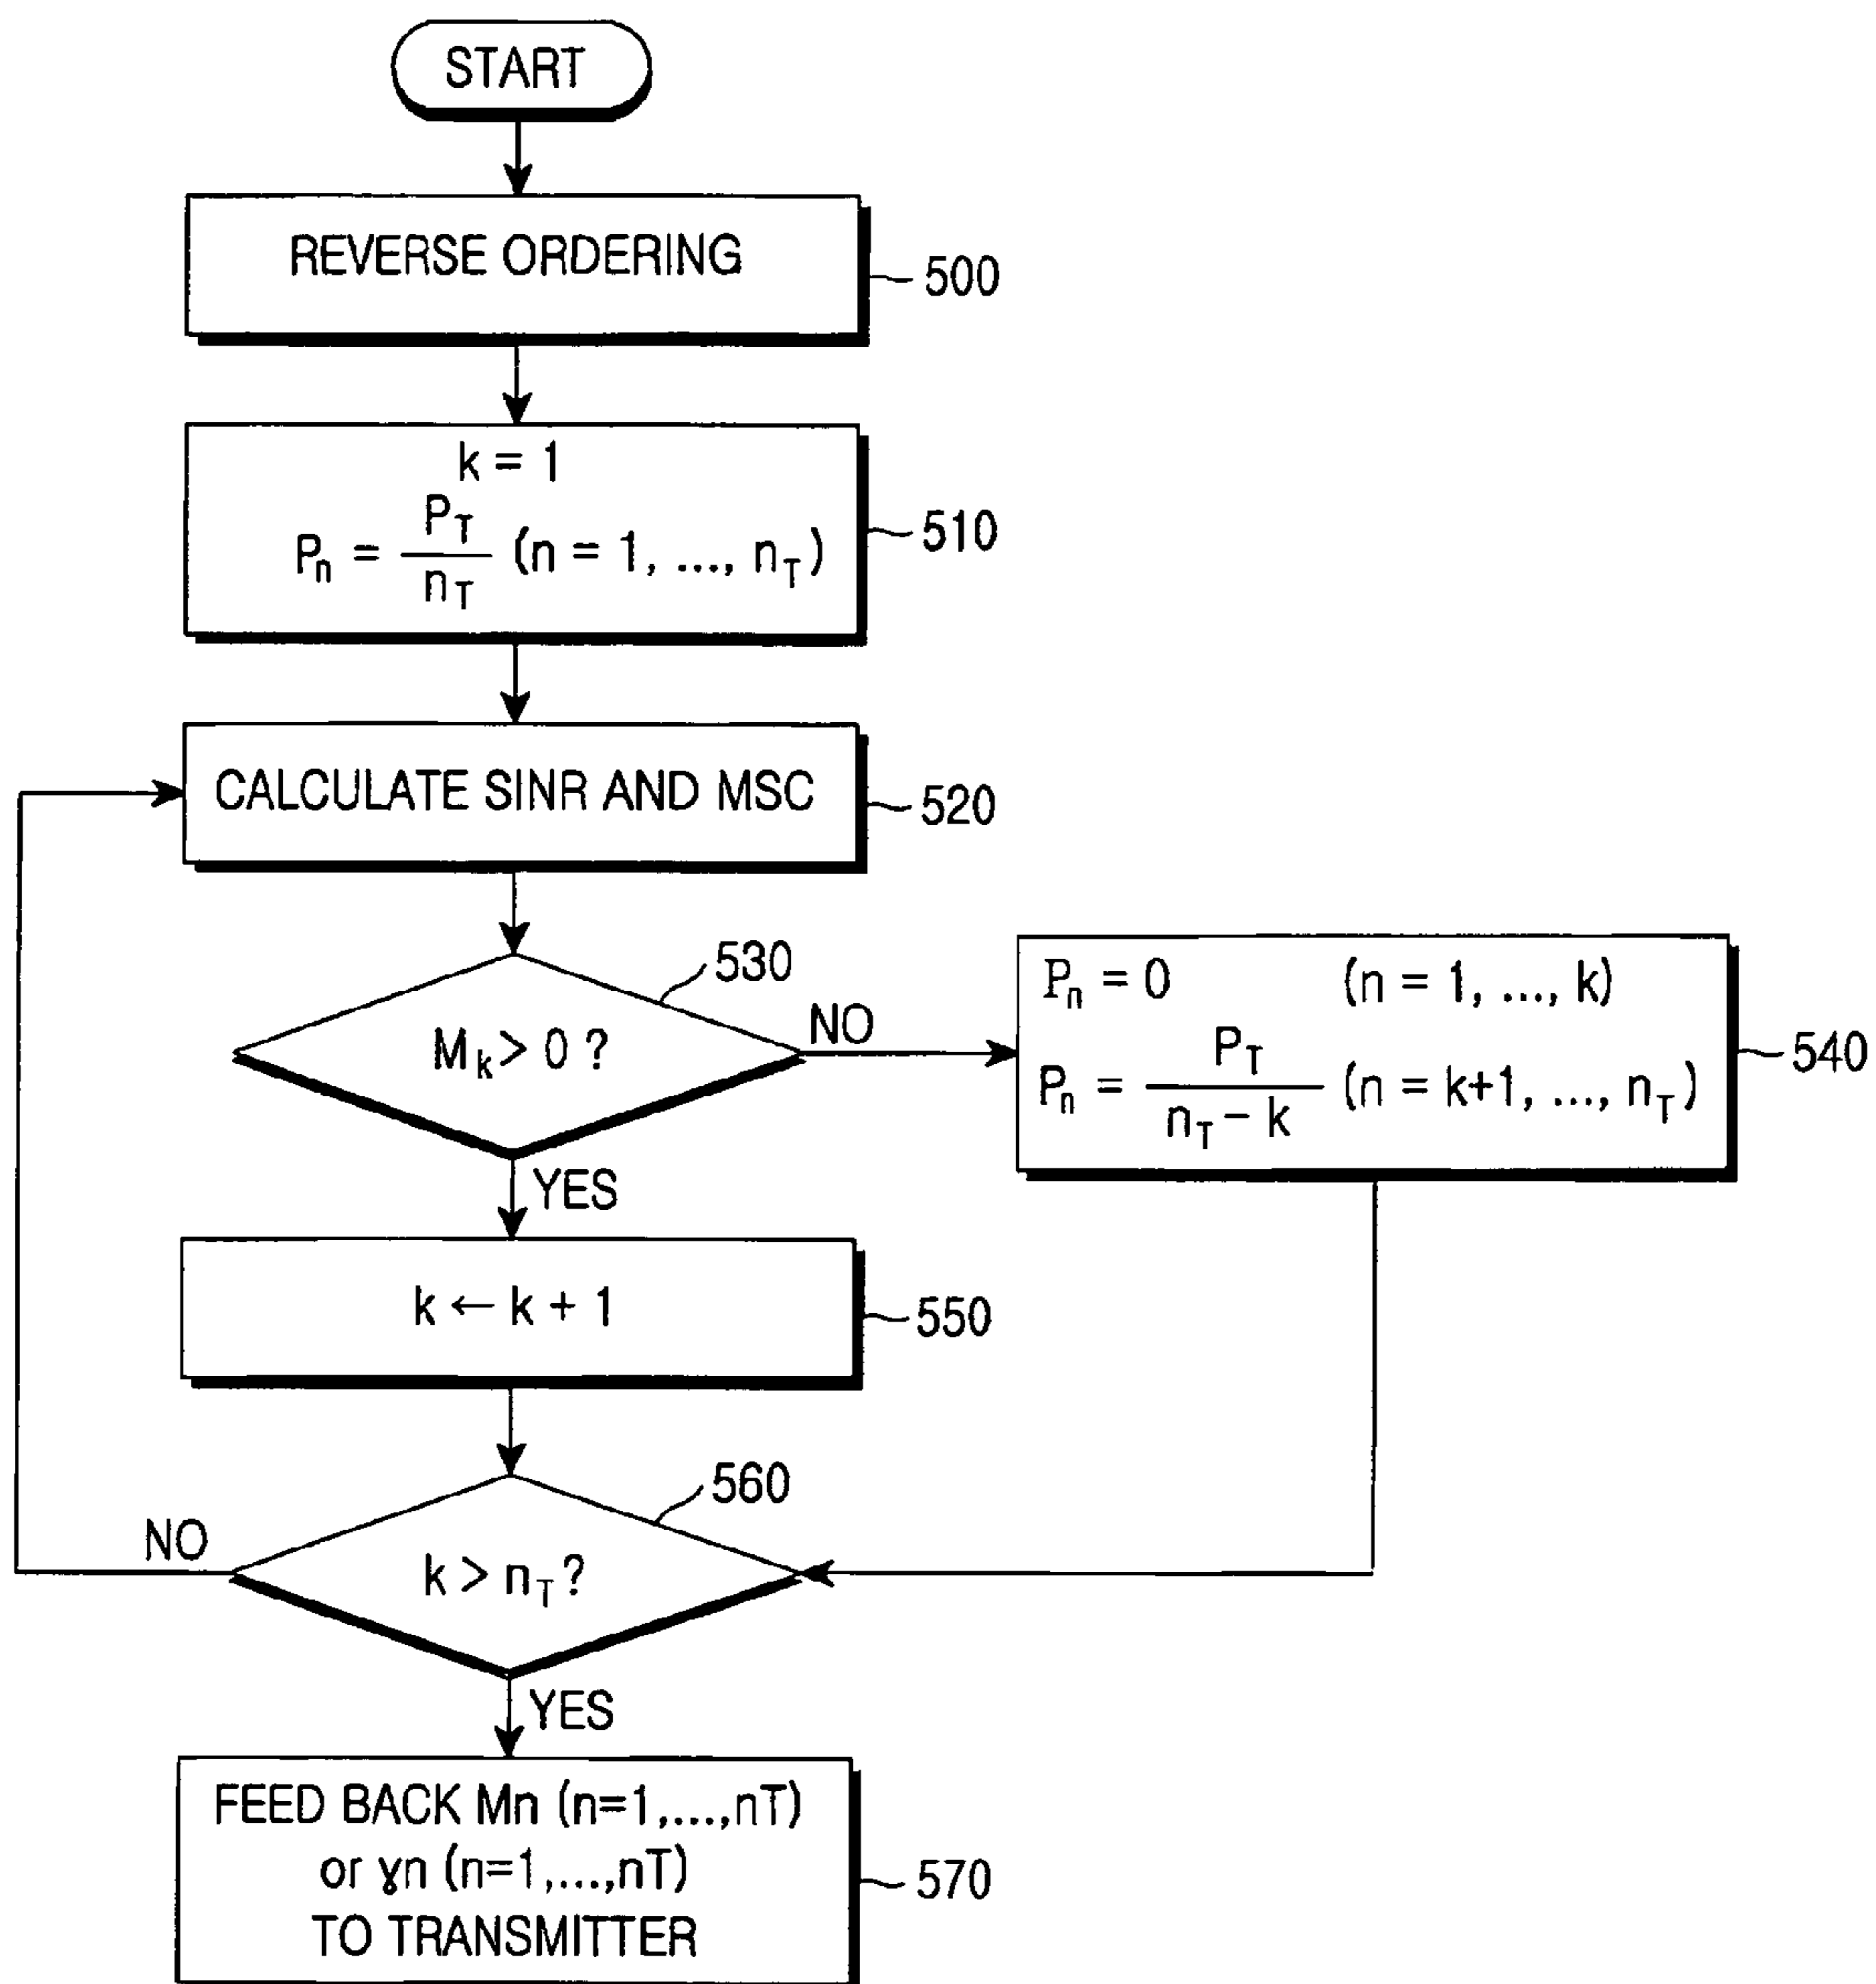 START
REVERSE ORDERING
500
k = 1
Pn = PT / nT (n = 1, ..., nT)
510
CALCULATE SINR AND MSC
520
530
Mk > 0 ?
NO
Pn = 0 (n = 1, ..., k)
Pn = PT / nT – k (n = k+1, ..., nT)
540
YES
k ← k + 1
550
560
NO
k > nT ?
YES
FEED BACK Mn (n=1,...,nT)
or γn (n=1,...,nT)
TO TRANSMITTER
570